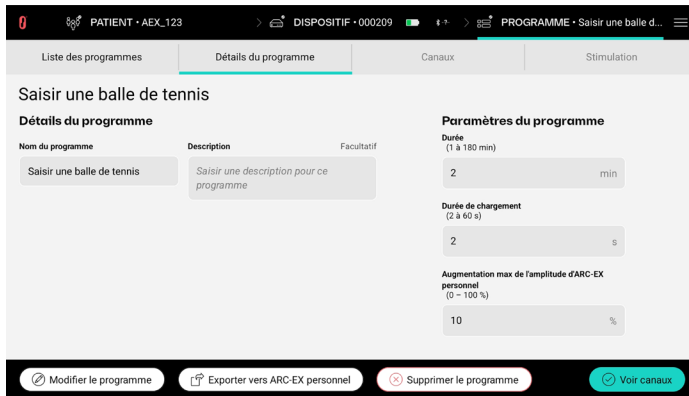 PATIENT • AEX_123
DISPOSITIF • 000209
PROGRAMME • Saisir une balle d...
Liste des programmes
Détails du programme
Canaux
Stimulation
Saisir une balle de tennis
Détails du programme
Nom du programme
Description
Facultatif
Saisir une balle de tennis
Saisir une description pour ce
programme
Paramètres du programme
Durée
(1 à 180 min)
2 min
Durée de chargement
(2 à 60 s)
2 s
Augmentation max de l'amplitude d'ARC-EX
personnel
(0 – 100 %)
10 %
Modifier le programme
Exporter vers ARC-EX personnel
Supprimer le programme
Voir canaux